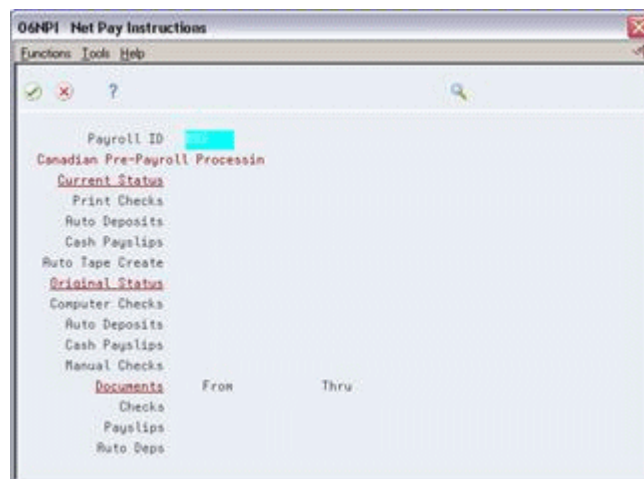 06NPI Net Pay Instructions
Functions Tools Help
?
Payroll ID
Canadian Pre-Payroll Processin
Current Status
Print Checks
Auto Deposits
Cash Payslips
Auto Tape Create
Original Status
Computer Checks
Auto Deposits
Cash Payslips
Manual Checks
Documents From Thru
Checks
Payslips
Auto Deps